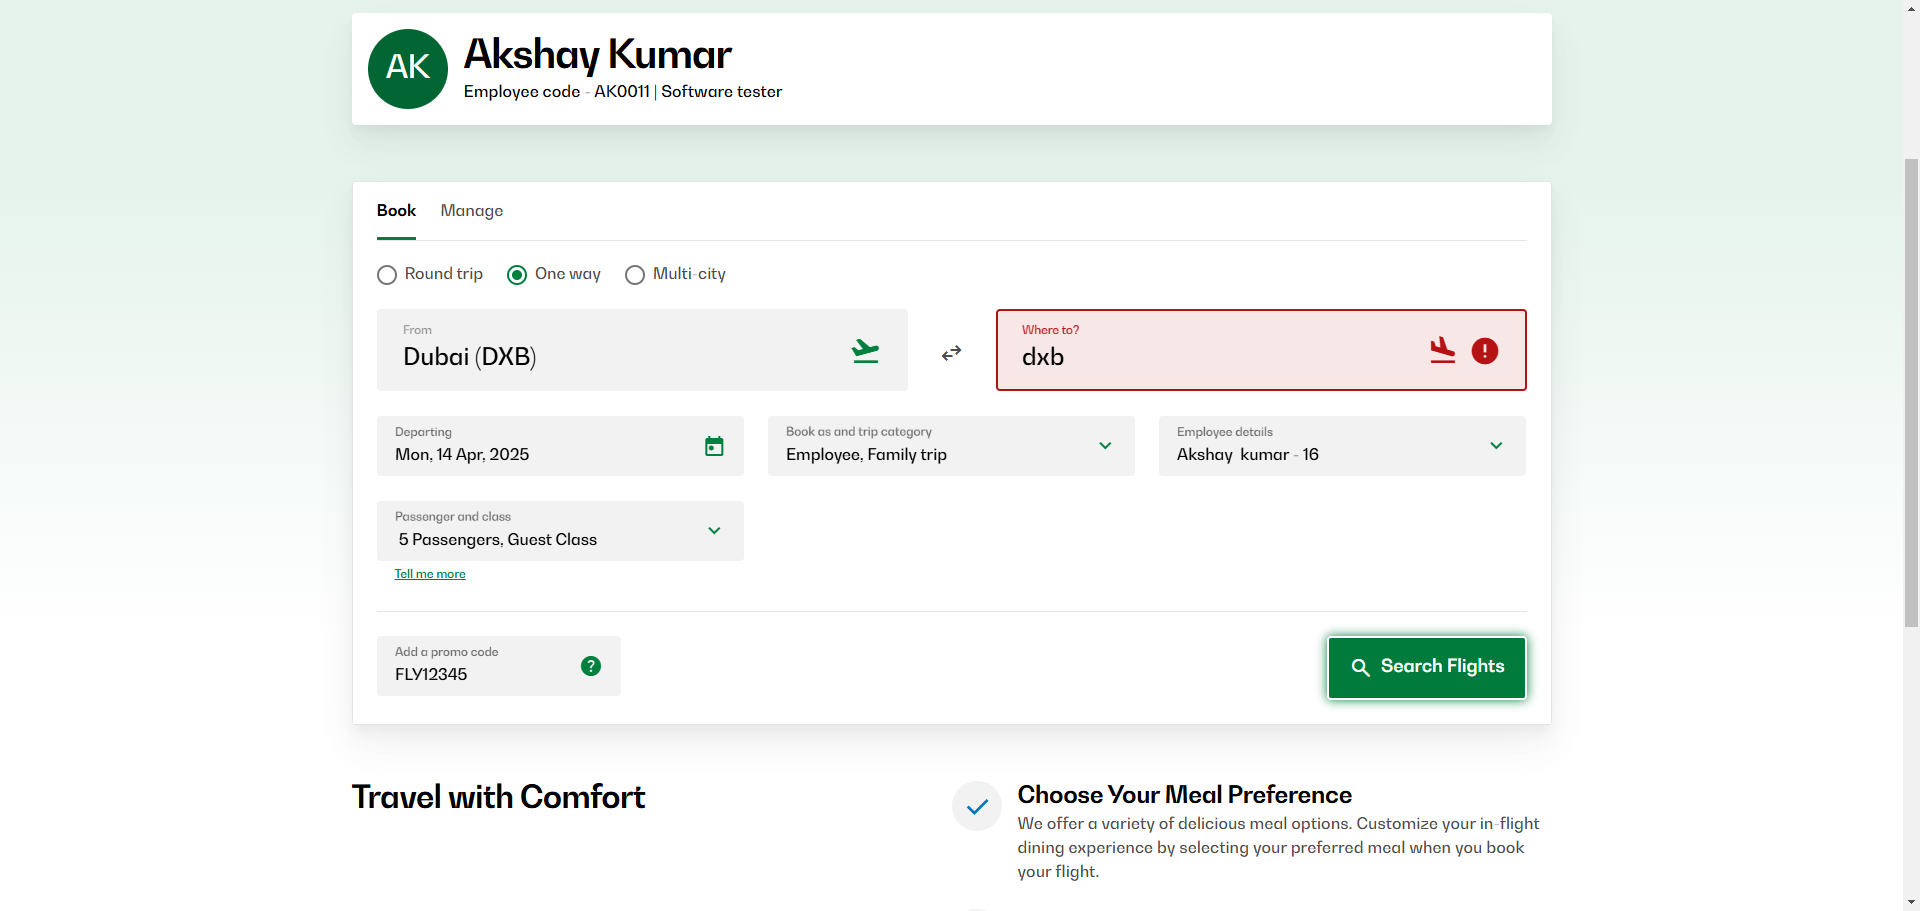 AK
Akshay Kumar
Employee code - AK0011 | Software tester
Book Manage
Round trip One way Multi-city
From
Dubai (DXB)
Where to?
dxb
Departing
Mon, 14 Apr, 2025
Book as and trip category
Employee, Family trip
Employee details
Akshay kumar - 16
Passenger and class
5 Passengers, Guest Class
Tell me more
Add a promo code
FLY12345
?
Search Flights
Travel with Comfort
Choose Your Meal Preference
We offer a variety of delicious meal options. Customize your in-flight
dining experience by selecting your preferred meal when you book
your flight.